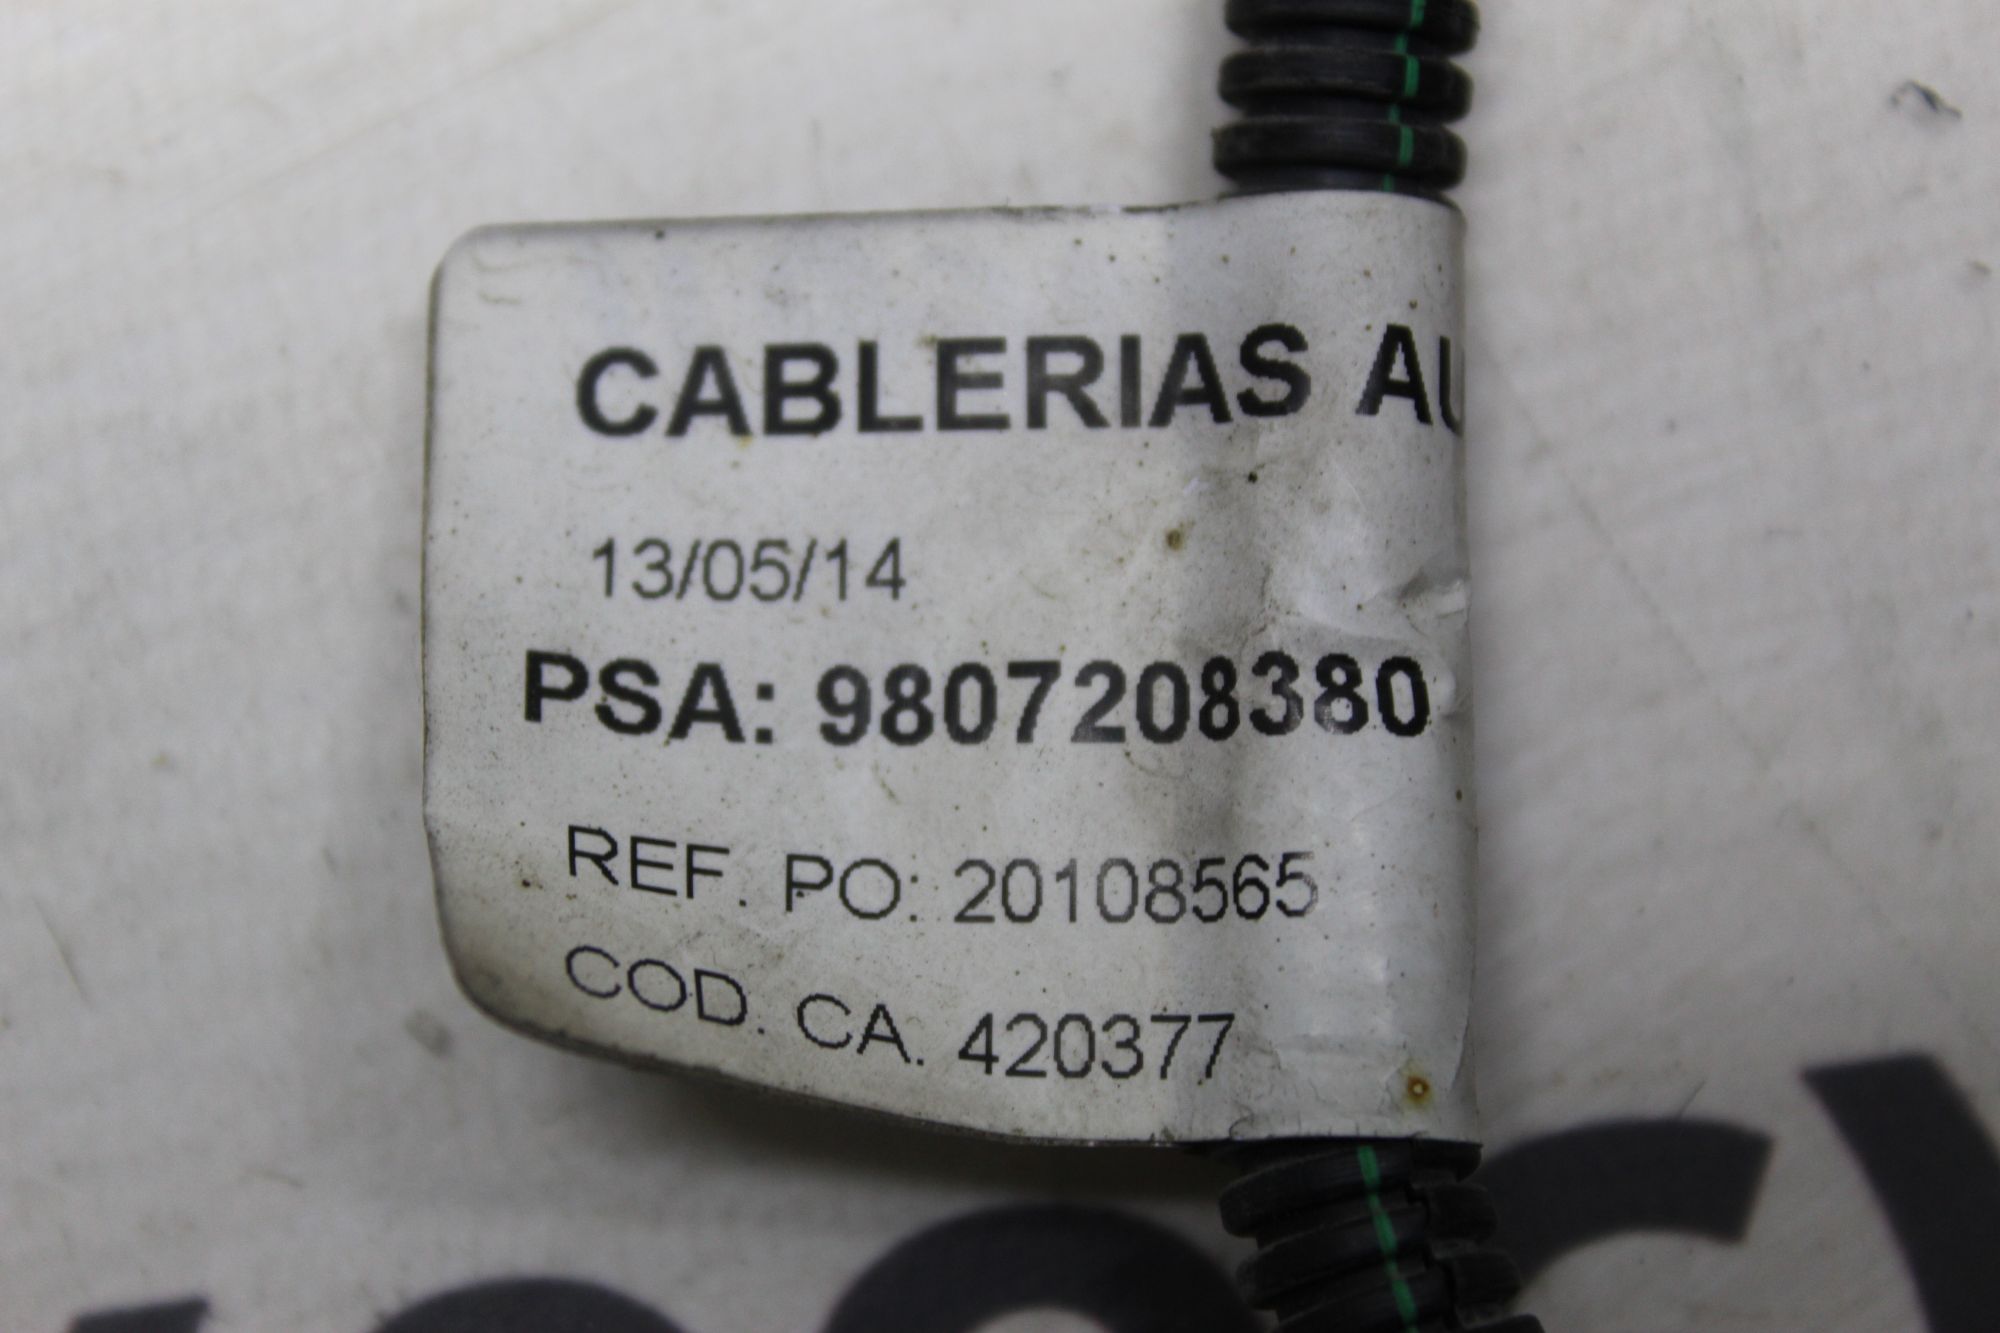 CABLERIAS AU
13/05/14
PSA: 9807208380
REF. PO: 20108565
COD. CA. 420377